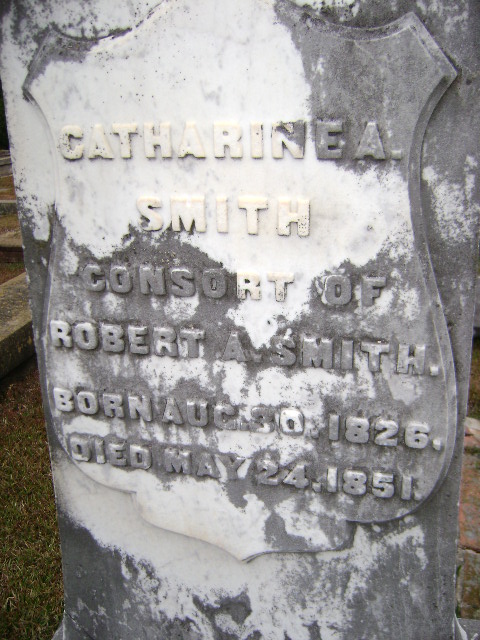 CATHARINE A.
SMITH
CONSORT OF
ROBERT A. SMITH.
BORN AUG. 30. 1826.
DIED MAY 24. 1851.